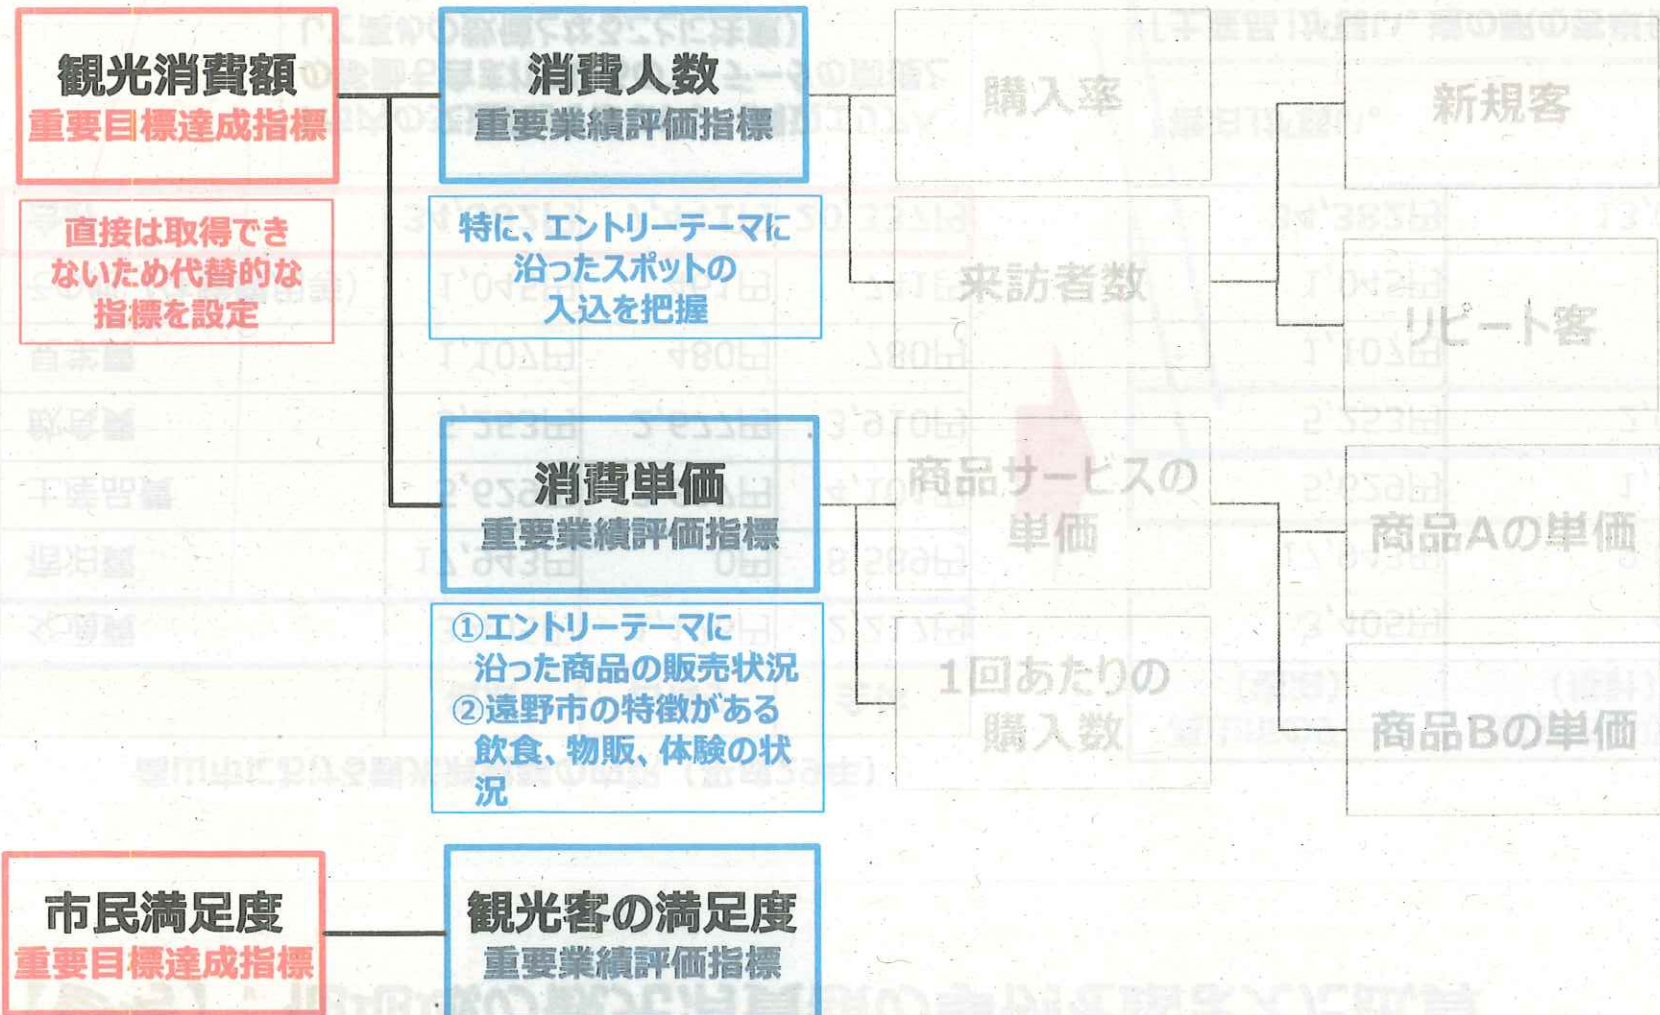 観光消費額
重要目標達成指標
直接は取得でき
ないため代替的な
指標を設定
消費人数
重要業績評価指標
特に、エントリーテーマに
沿ったスポットの
入込を把握
購入率
来訪者数
新規客
リピート客
消費単価
重要業績評価指標
①エントリーテーマに
沿った商品の販売状況
②遠野市の特徴がある
飲食、物販、体験の状
況
商品サービスの
単価
1回あたりの
購入数
商品Aの単価
商品Bの単価
市民満足度
重要目標達成指標
観光客の満足度
重要業績評価指標